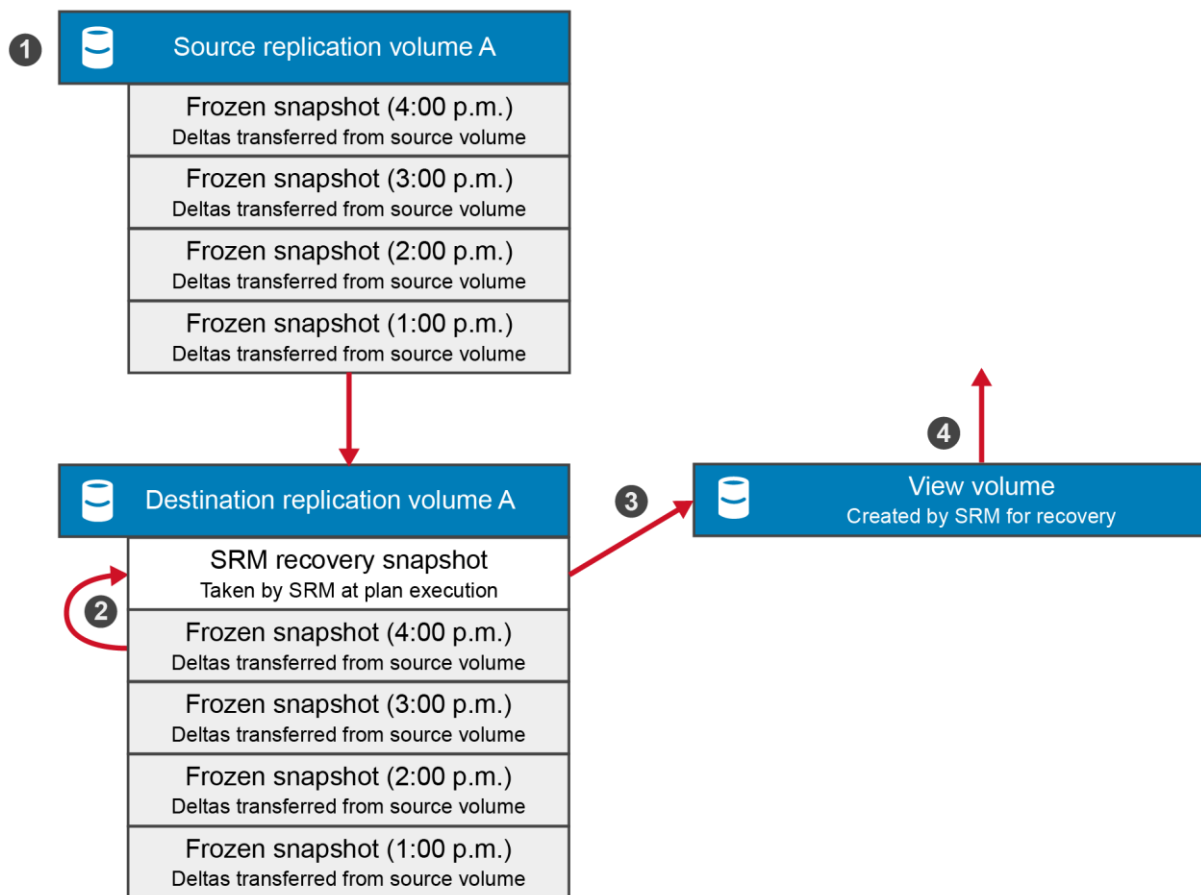 1
Source replication volume A
Frozen snapshot (4:00 p.m.)
Deltas transferred from source volume
Frozen snapshot (3:00 p.m.)
Deltas transferred from source volume
Frozen snapshot (2:00 p.m.)
Deltas transferred from source volume
Frozen snapshot (1:00 p.m.)
Deltas transferred from source volume
Destination replication volume A
SRM recovery snapshot
Taken by SRM at plan execution
2
Frozen snapshot (4:00 p.m.)
Deltas transferred from source volume
Frozen snapshot (3:00 p.m.)
Deltas transferred from source volume
Frozen snapshot (2:00 p.m.)
Deltas transferred from source volume
Frozen snapshot (1:00 p.m.)
Deltas transferred from source volume
3
4
View volume
Created by SRM for recovery